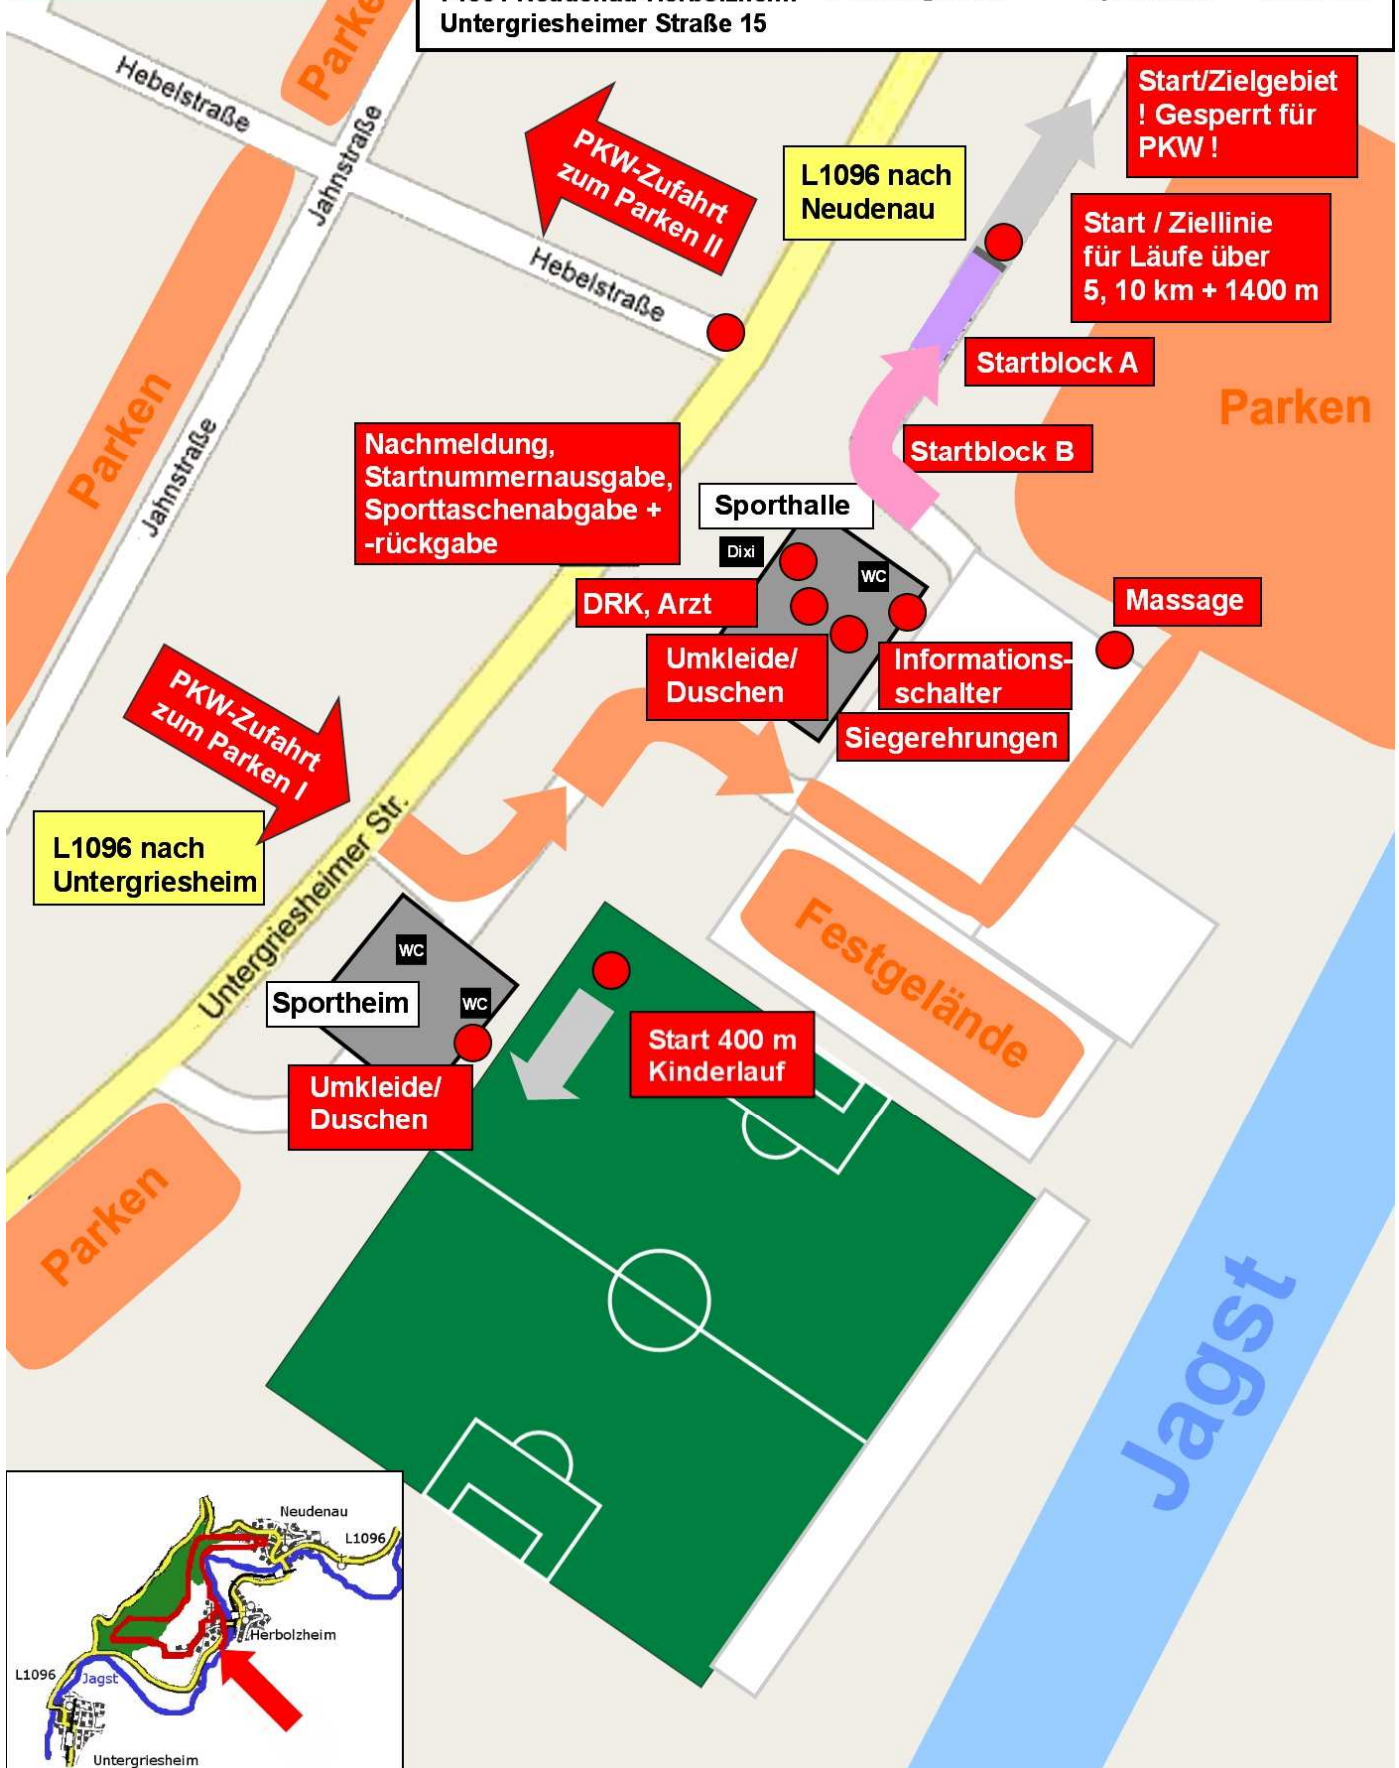 Untergriesheimer Straße 15
Parke
Hebelstraße
Jahnstraße
PKW-Zufahrt
zum Parken II
Hebelstraße
L1096 nach
Neudenau
Start/Zielgebiet
! Gesperrt für
PKW !
Start / Ziellinie
für Läufe über
5, 10 km + 1400 m
Startblock A
Parken
Startblock B
Parken
Jahnstraße
Nachmeldung,
Startnummernausgabe,
Sporttaschenabgabe +
-rückgabe
Sporthalle
Dixi
WC
DRK, Arzt
Massage
Umkleide/
Duschen
Informations-
schalter
Siegerehrungen
PKW-Zufahrt
zum Parken I
L1096 nach
Untergriesheim
Untergriesheimer Str.
WC
Sportheim
WC
Umkleide/
Duschen
Festgelände
Start 400 m
Kinderlauf
Parken
Jagst
Neudenau
L1096
Herbolzheim
L1096
Jagst
Untergriesheim